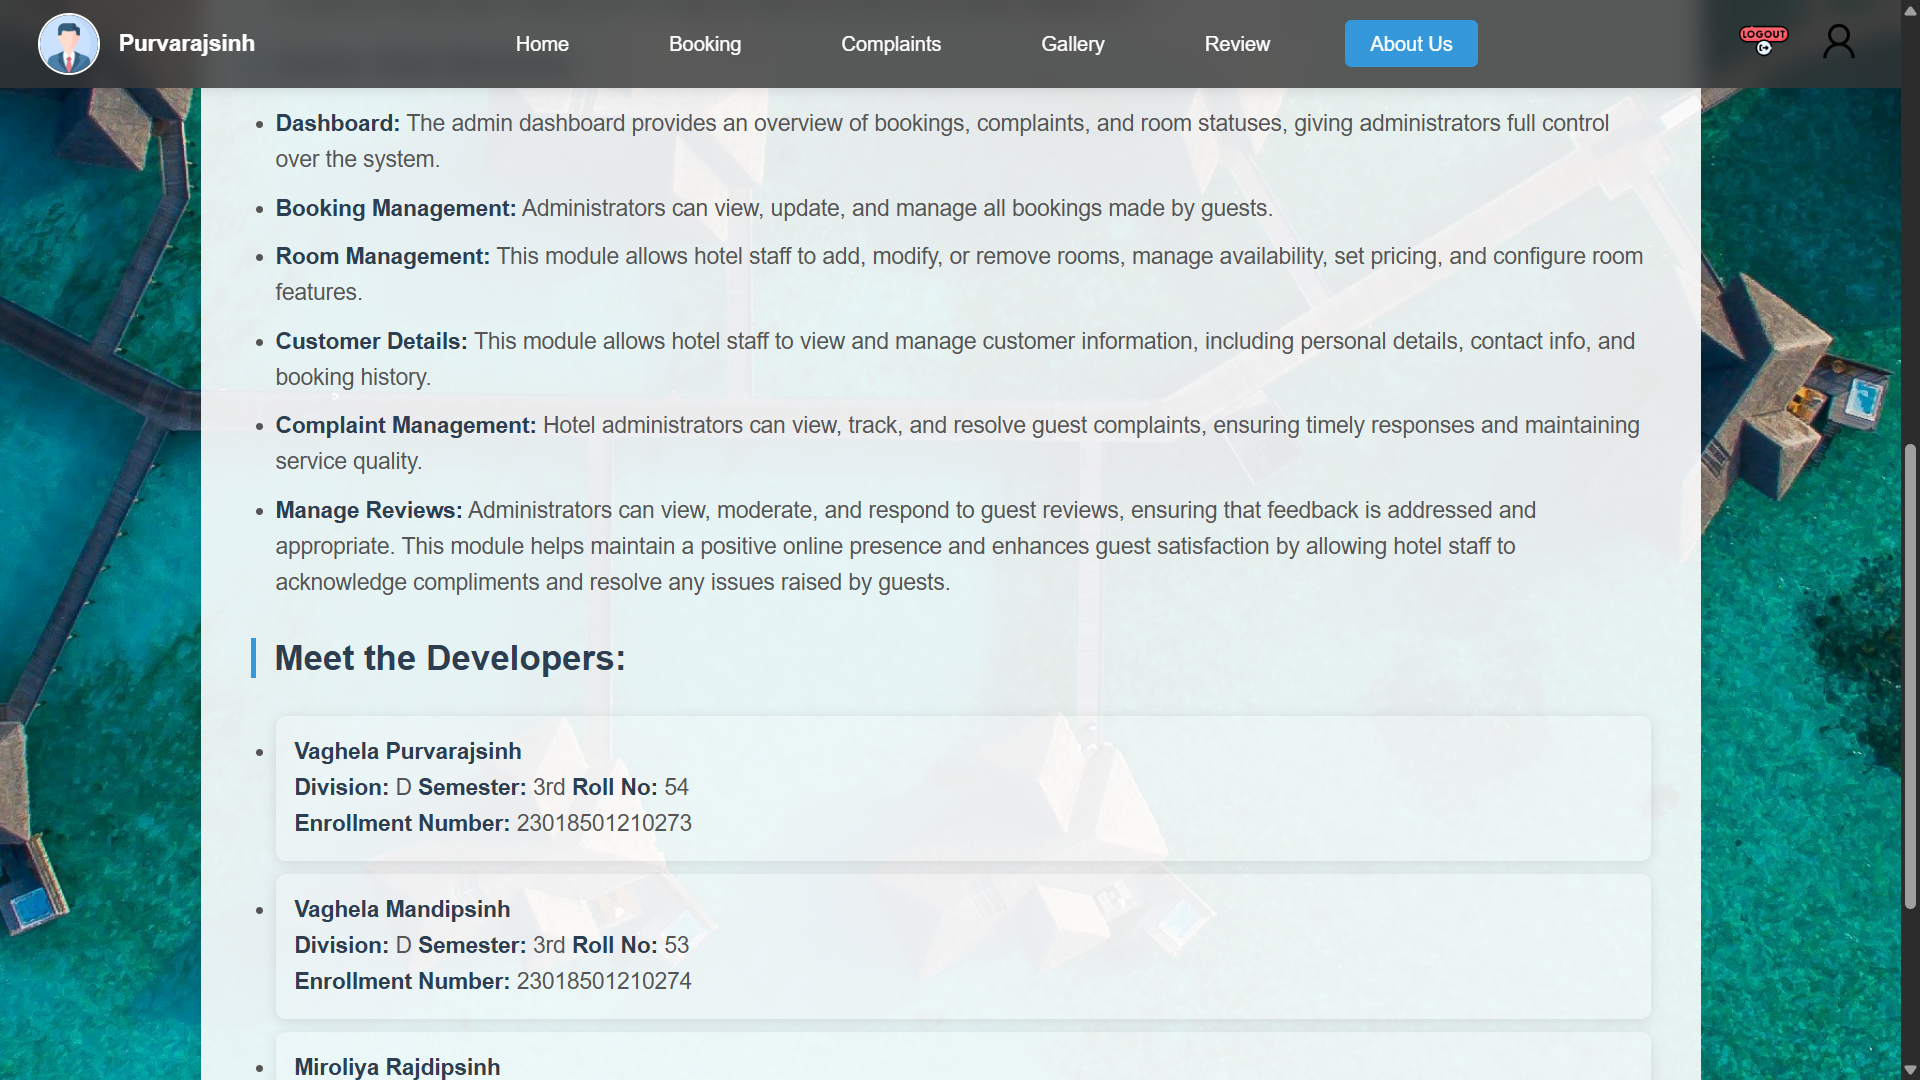 Purvarajsinh
Home
Booking
Complaints
Gallery
Review
About Us
LOGOUT
Dashboard: The admin dashboard provides an overview of bookings, complaints, and room statuses, giving administrators full control
over the system.
Booking Management: Administrators can view, update, and manage all bookings made by guests.
Room Management: This module allows hotel staff to add, modify, or remove rooms, manage availability, set pricing, and configure room
features.
Customer Details: This module allows hotel staff to view and manage customer information, including personal details, contact info, and
booking history.
Complaint Management: Hotel administrators can view, track, and resolve guest complaints, ensuring timely responses and maintaining
service quality.
Manage Reviews: Administrators can view, moderate, and respond to guest reviews, ensuring that feedback is addressed and
appropriate. This module helps maintain a positive online presence and enhances guest satisfaction by allowing hotel staff to
acknowledge compliments and resolve any issues raised by guests.
Meet the Developers:
Vaghela Purvarajsinh
Division: D Semester: 3rd Roll No: 54
Enrollment Number: 23018501210273
Vaghela Mandipsinh
Division: D Semester: 3rd Roll No: 53
Enrollment Number: 23018501210274
Miroliya Rajdipsinh